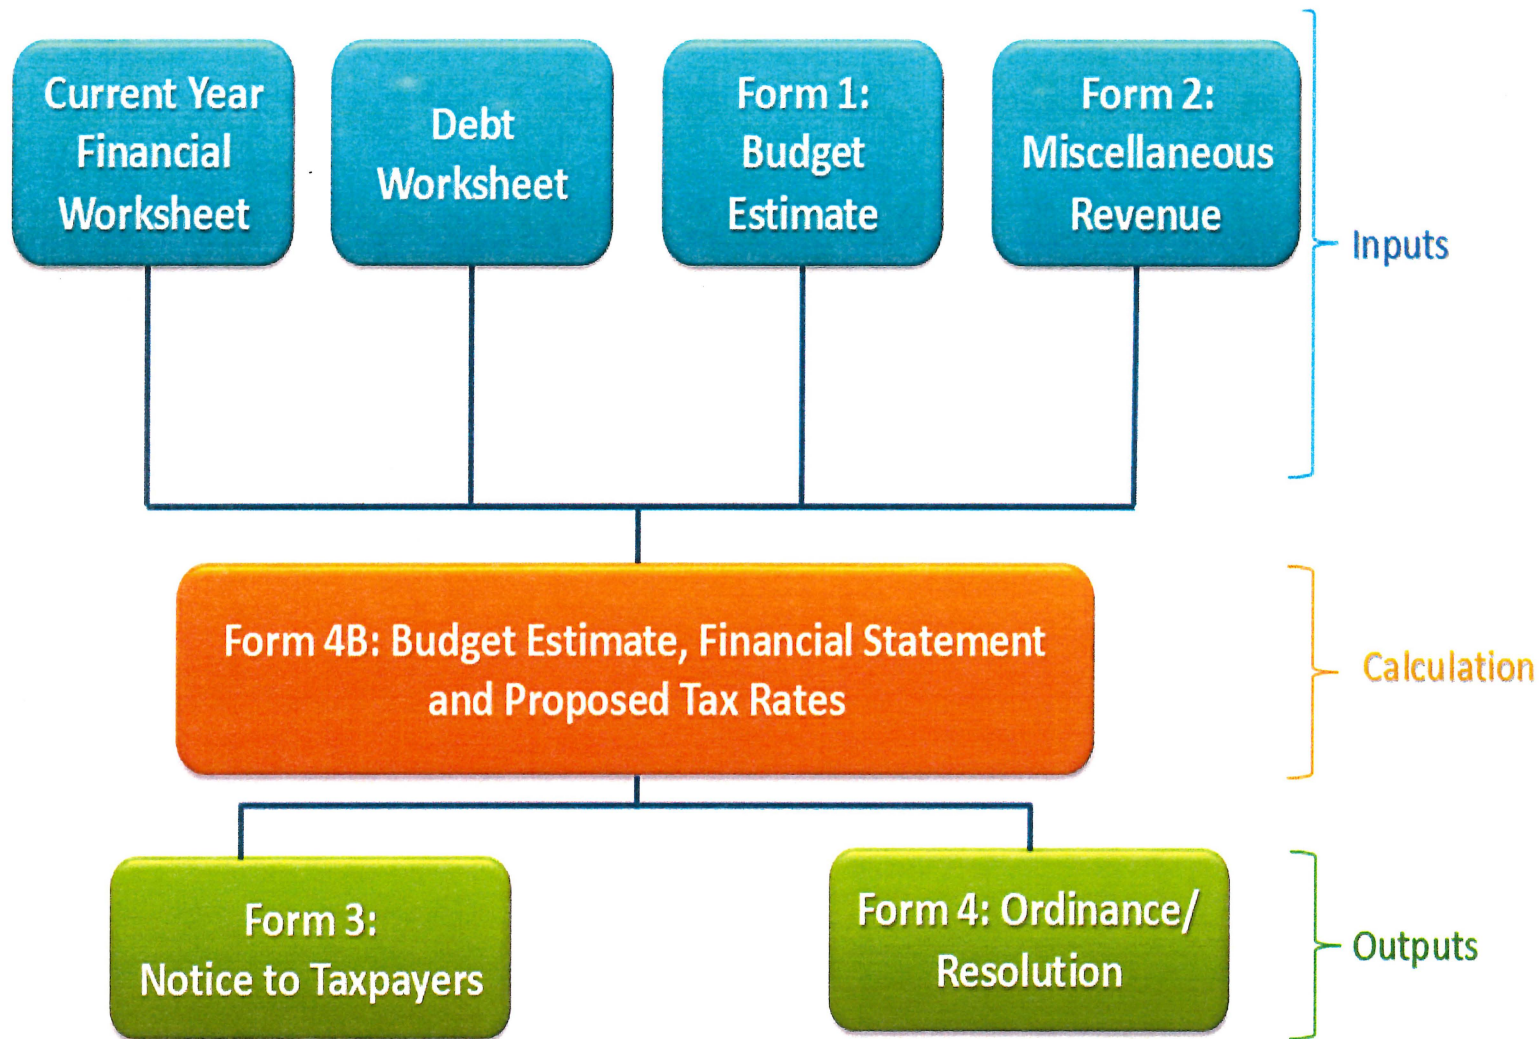 Current Year
Financial
Worksheet
Debt
Worksheet
Form 1:
Budget
Estimate
Form 2:
Miscellaneous
Revenue
Inputs
Form 4B: Budget Estimate, Financial Statement
and Proposed Tax Rates
Calculation
Form 3:
Notice to Taxpayers
Form 4: Ordinance/
Resolution
Outputs